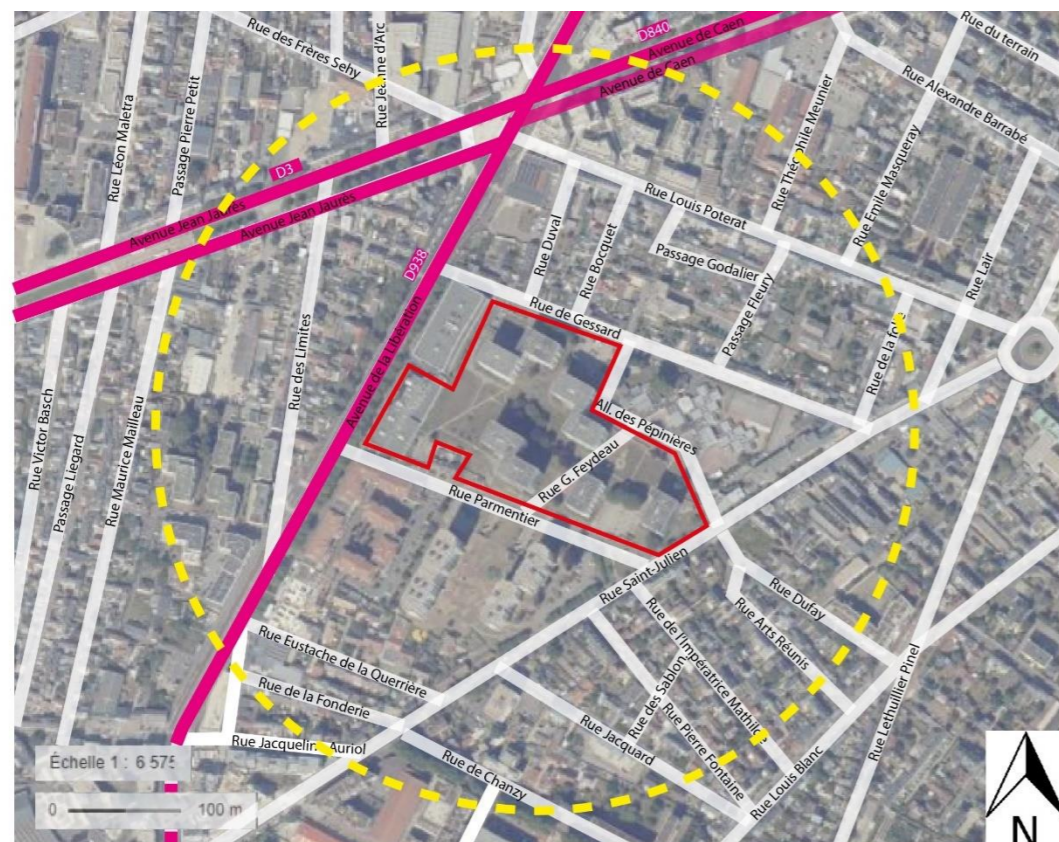 D840
Avenue de Caen
Avenue de Caen
Rue du terrain
Rue des Frères Sehy
Rue Jeanne d'Arc
Rue Alexandre Barrabé
Rue Léon Maletra
Passage Pierre Petit
Rue Théophile Meunier
Rue Emile Masqueray
D3
Avenue Jean Jaurès
Avenue Jean Jaurès
Rue Louis Poterat
Rue Duval
Rue Bocquet
Passage Godalier
Passage Fleury
Rue Lair
D938
Rue de Gessard
Rue de la folie
Avenue de la Libération
Rue des Limites
All. des Pépinières
Rue G. Feydeau
Rue Victor Basch
Passage Liegard
Rue Maurice Mailleau
Rue Parmentier
Rue Saint-Julien
Rue Dufay
Rue Arts Réunis
Rue de l'Impératrice Mathilde
Rue des Sablon
Rue Pierre Fontaine
Rue Eustache de la Querrière
Rue de la Fonderie
Rue Jacqueline Auriol
Rue Jacquard
Rue de Chanzy
Rue Louis Blanc
Rue Lethuillier Pinel
Échelle 1 : 6 575
0 100 m
N